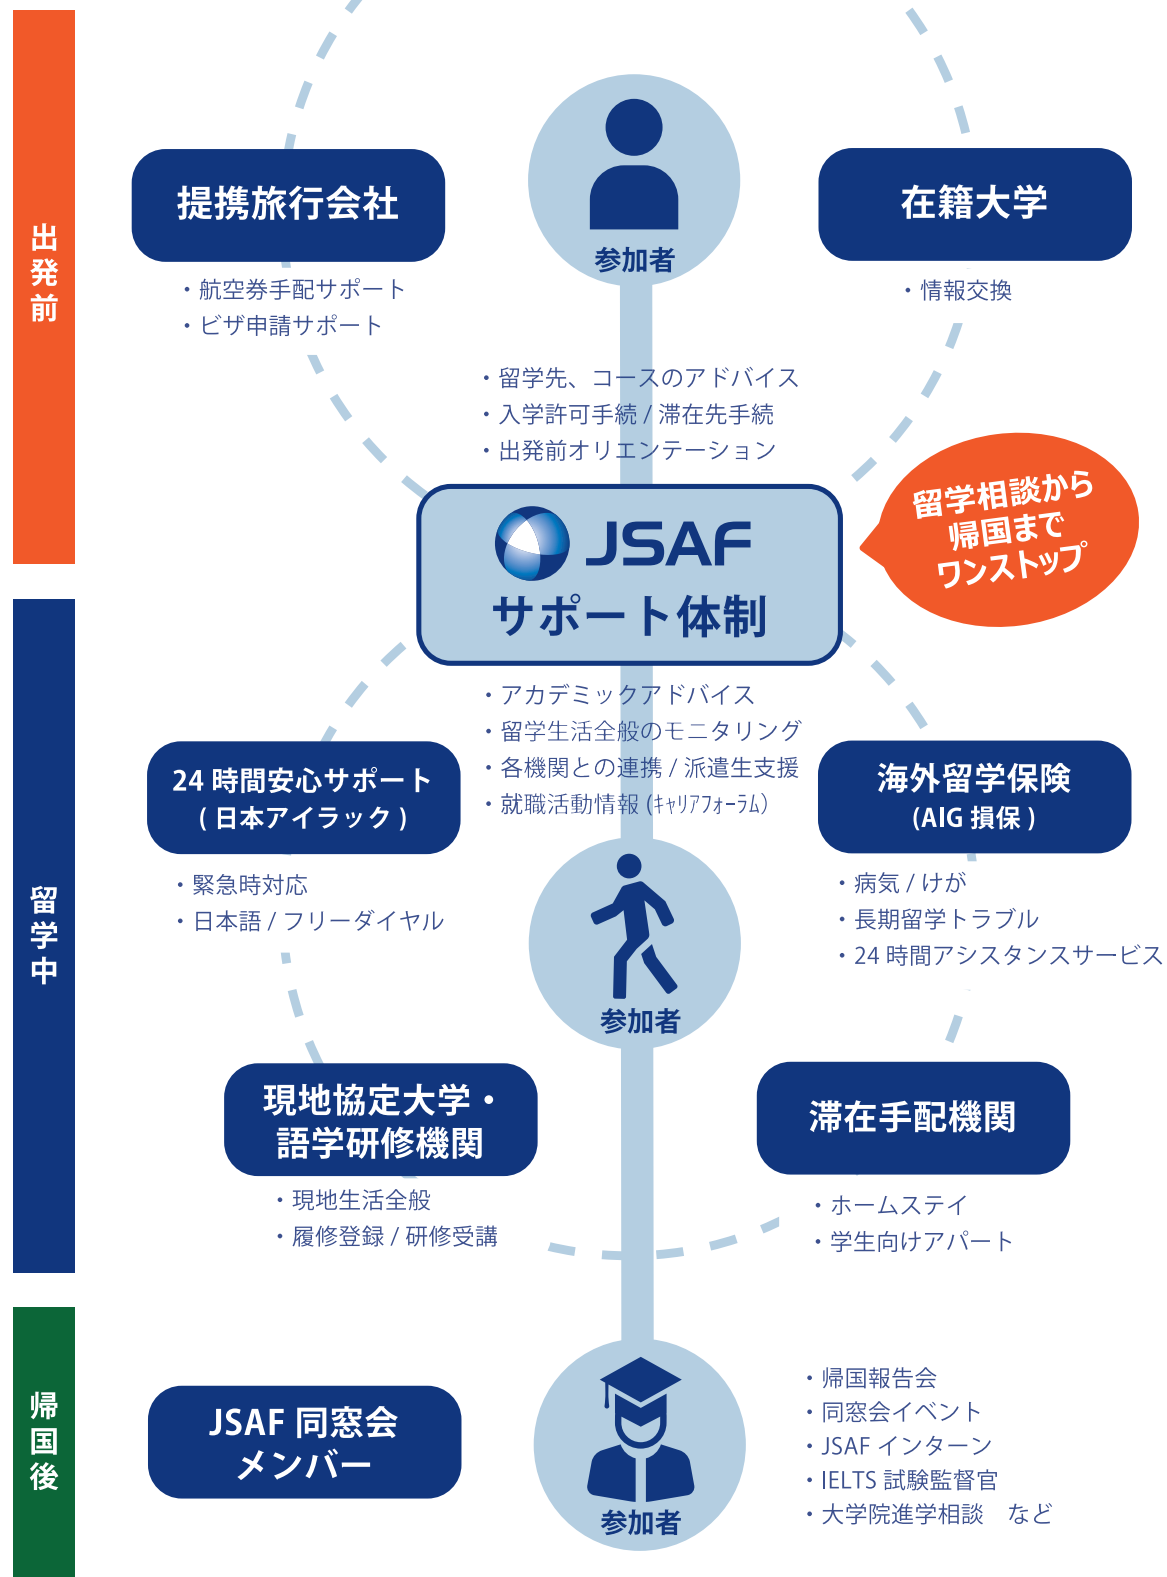 出発前
提携旅行会社
・航空券手配サポート
・ビザ申請サポート
参加者
在籍大学
・情報交換
・留学先、コースのアドバイス
・入学許可手続 / 滞在先手続
・出発前オリエンテーション
JSAF
サポート体制
留学相談から
帰国まで
ワンストップ
留学中
・アカデミックアドバイス
・留学生活全般のモニタリング
・各機関との連携 / 派遣生支援
・就職活動情報 (ｷｬﾘｱﾌｫｰﾗﾑ)
24 時間安心サポート
( 日本アイラック )
・緊急時対応
・日本語 / フリーダイヤル
海外留学保険
(AIG 損保 )
・病気 / けが
・長期留学トラブル
・24 時間アシスタンスサービス
参加者
現地協定大学・
語学研修機関
・現地生活全般
・履修登録 / 研修受講
滞在手配機関
・ホームステイ
・学生向けアパート
帰国後
JSAF 同窓会
メンバー
参加者
・帰国報告会
・同窓会イベント
・JSAF インターン
・IELTS 試験監督官
・大学院進学相談　など